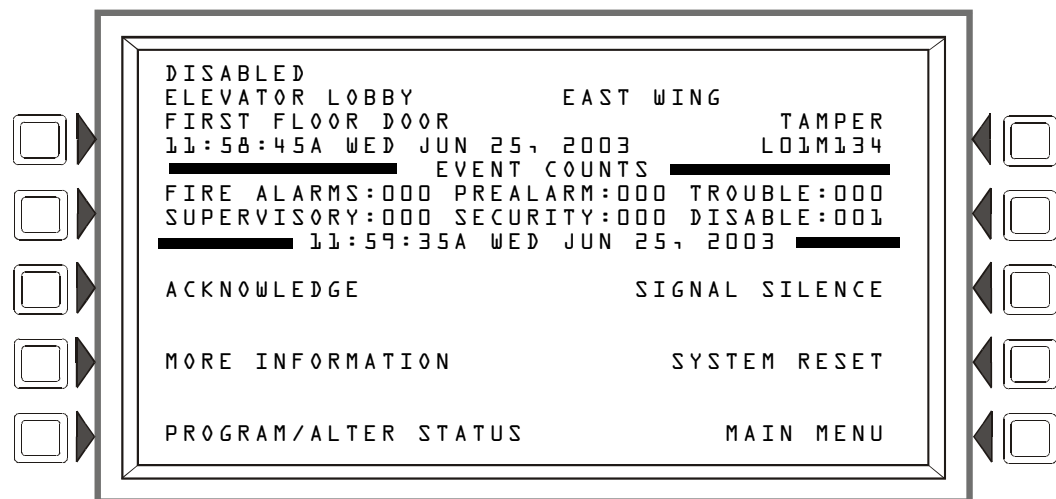 DISABLED
ELEVATOR LOBBY EAST WING
FIRST FLOOR DOOR TAMPER
11:58:45A WED JUN 25, 2003 L01M134
EVENT COUNTS
FIRE ALARMS:000 PREALARM:000 TROUBLE:000
SUPERVISORY:000 SECURITY:000 DISABLE:001
11:59:35A WED JUN 25, 2003
ACKNOWLEDGE SIGNAL SILENCE
MORE INFORMATION SYSTEM RESET
PROGRAM/ALTER STATUS MAIN MENU